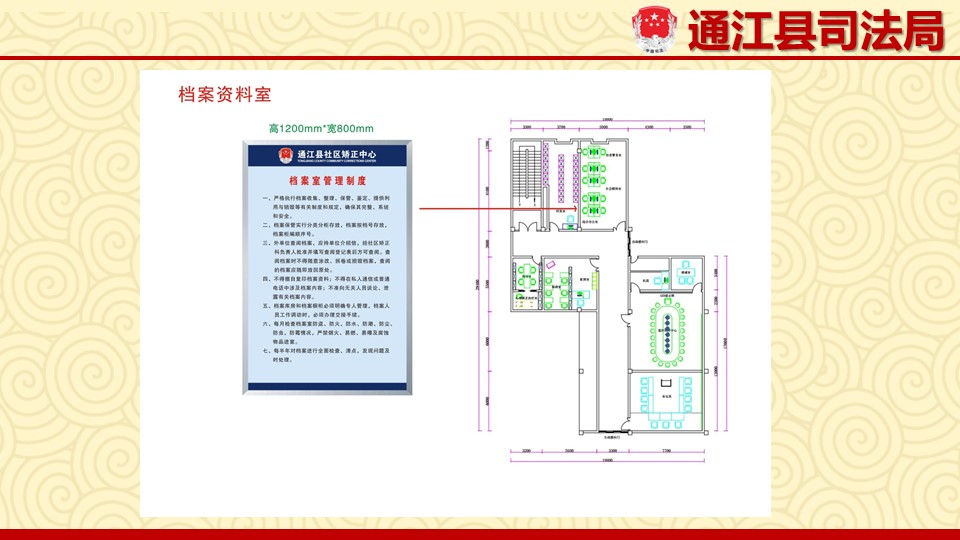 通江县司法局
档案资料室
高1200mm*宽800mm
通江县社区矫正中心
TONGJIANG COUNTY COMMUNITY CORRECTIONS CENTER
档案室管理制度
一、严格执行档案收集、整理、保管、鉴定、提供利
用与销毁等有关制度和规定，确保其完整、系统
和安全。
二、档案保管实行分类分柜存放，档案按档号存放，
档案柜编顺序号。
三、外单位查阅档案，应持单位介绍信，经社区矫正
科负责人批准并填写查阅登记表后方可查阅。查
阅档案时不得随意涂改、拆卷或损毁档案，查阅
的档案应随带放回原处。
四、不得擅自复印档案资料；不得在私人通信或普通
电话中涉及档案内容；不准向无关人员谈论、泄
露有关档案内容。
五、档案库房和档案橱柜必须明确专人管理，档案人
员工作调动时，必须办理交接手续。
六、每月检查档案室防盗、防火、防水、防潮、防尘、
防虫、防霉情况，严禁烟火、易燃、易爆及腐蚀
物品进室。
七、每半年对档案进行全面检查、清点，发现问题及
时处理。